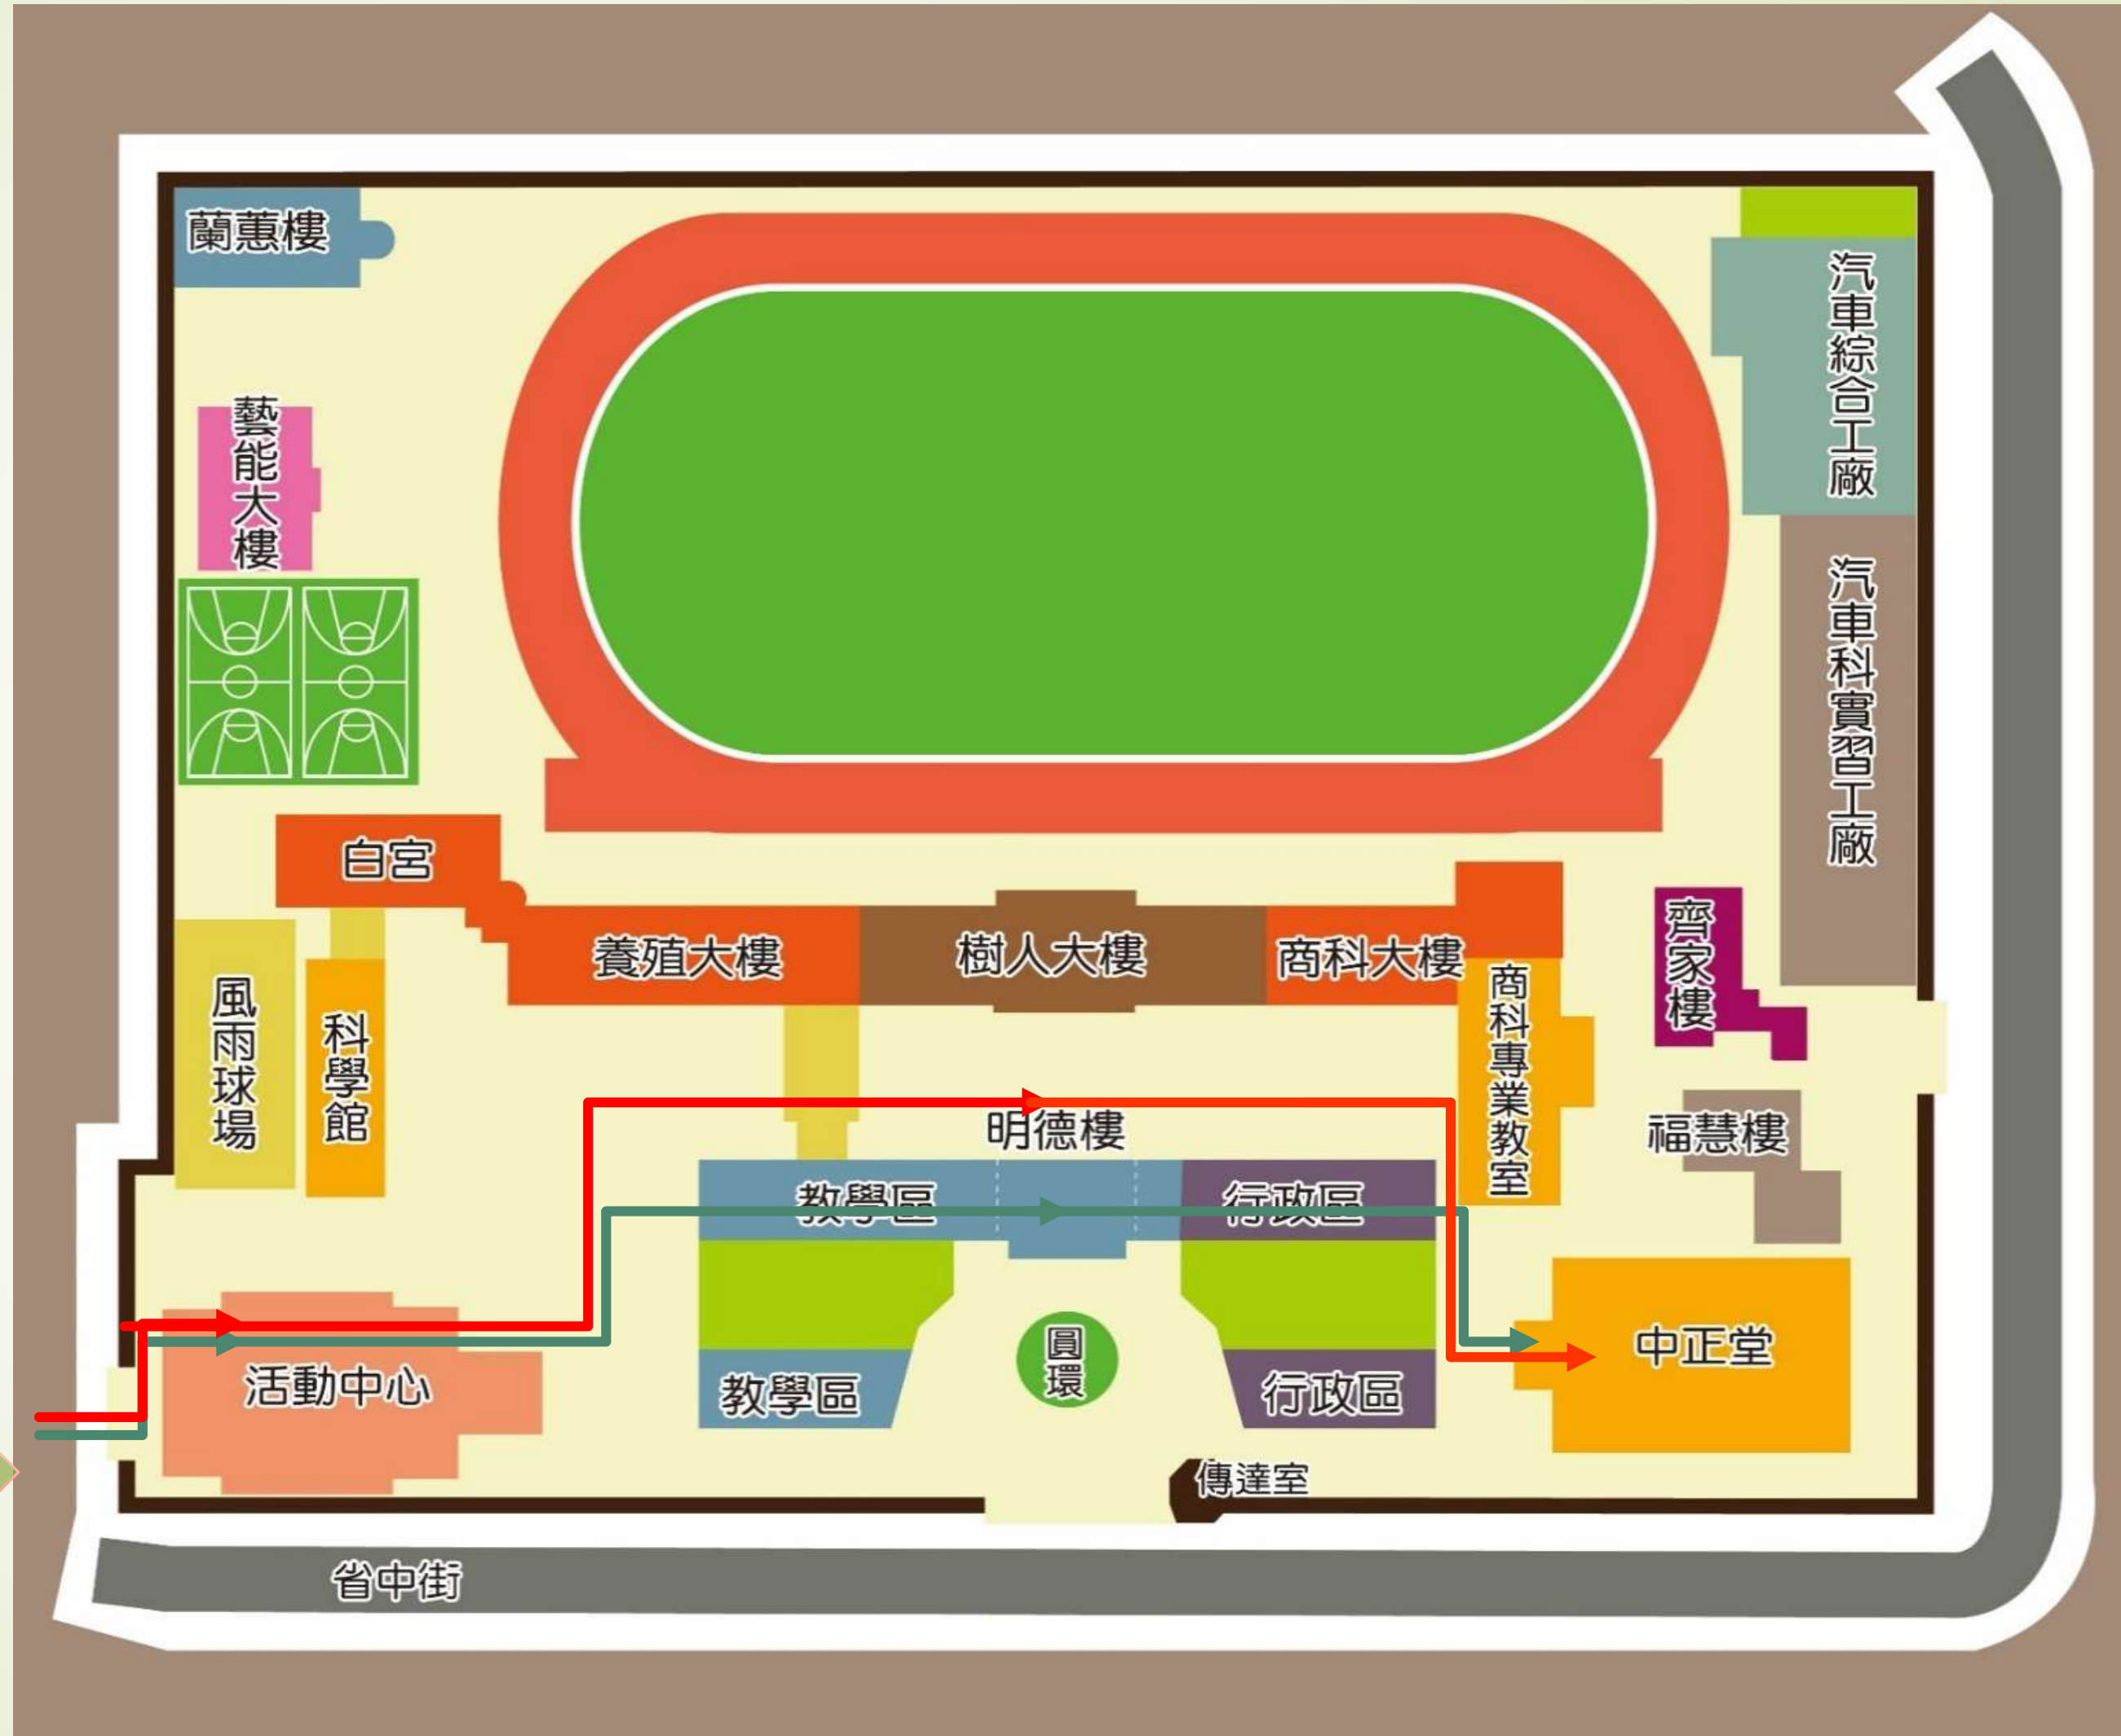 蘭蕙樓
汽車綜合工廠
藝能大樓
汽車科實習工廠
白宮
養殖大樓
樹人大樓
商科大樓
齊家樓
風雨球場
科學館
商科專業教室
明德樓
福慧樓
教學區
行政區
圓環
中正堂
活動中心
教學區
行政區
傳達室
省中街